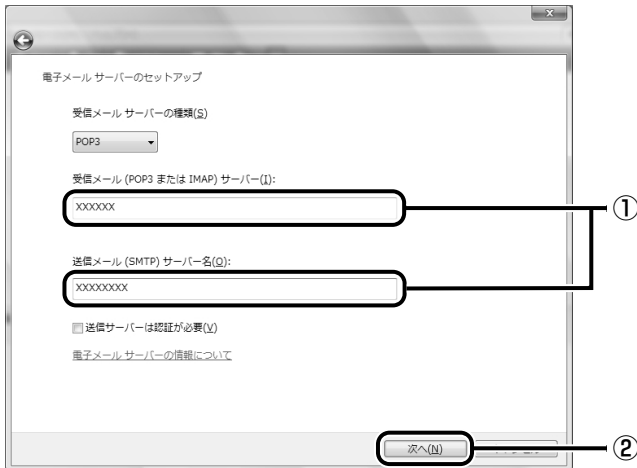 電子メール サーバーのセットアップ
受信メール サーバーの種類(S)
POP3
受信メール (POP3 または IMAP) サーバー(I):
XXXXXX
①
送信メール (SMTP) サーバー名(O):
XXXXXXXX
送信サーバーは認証が必要(V)
電子メール サーバーの情報について
次へ(N)
②